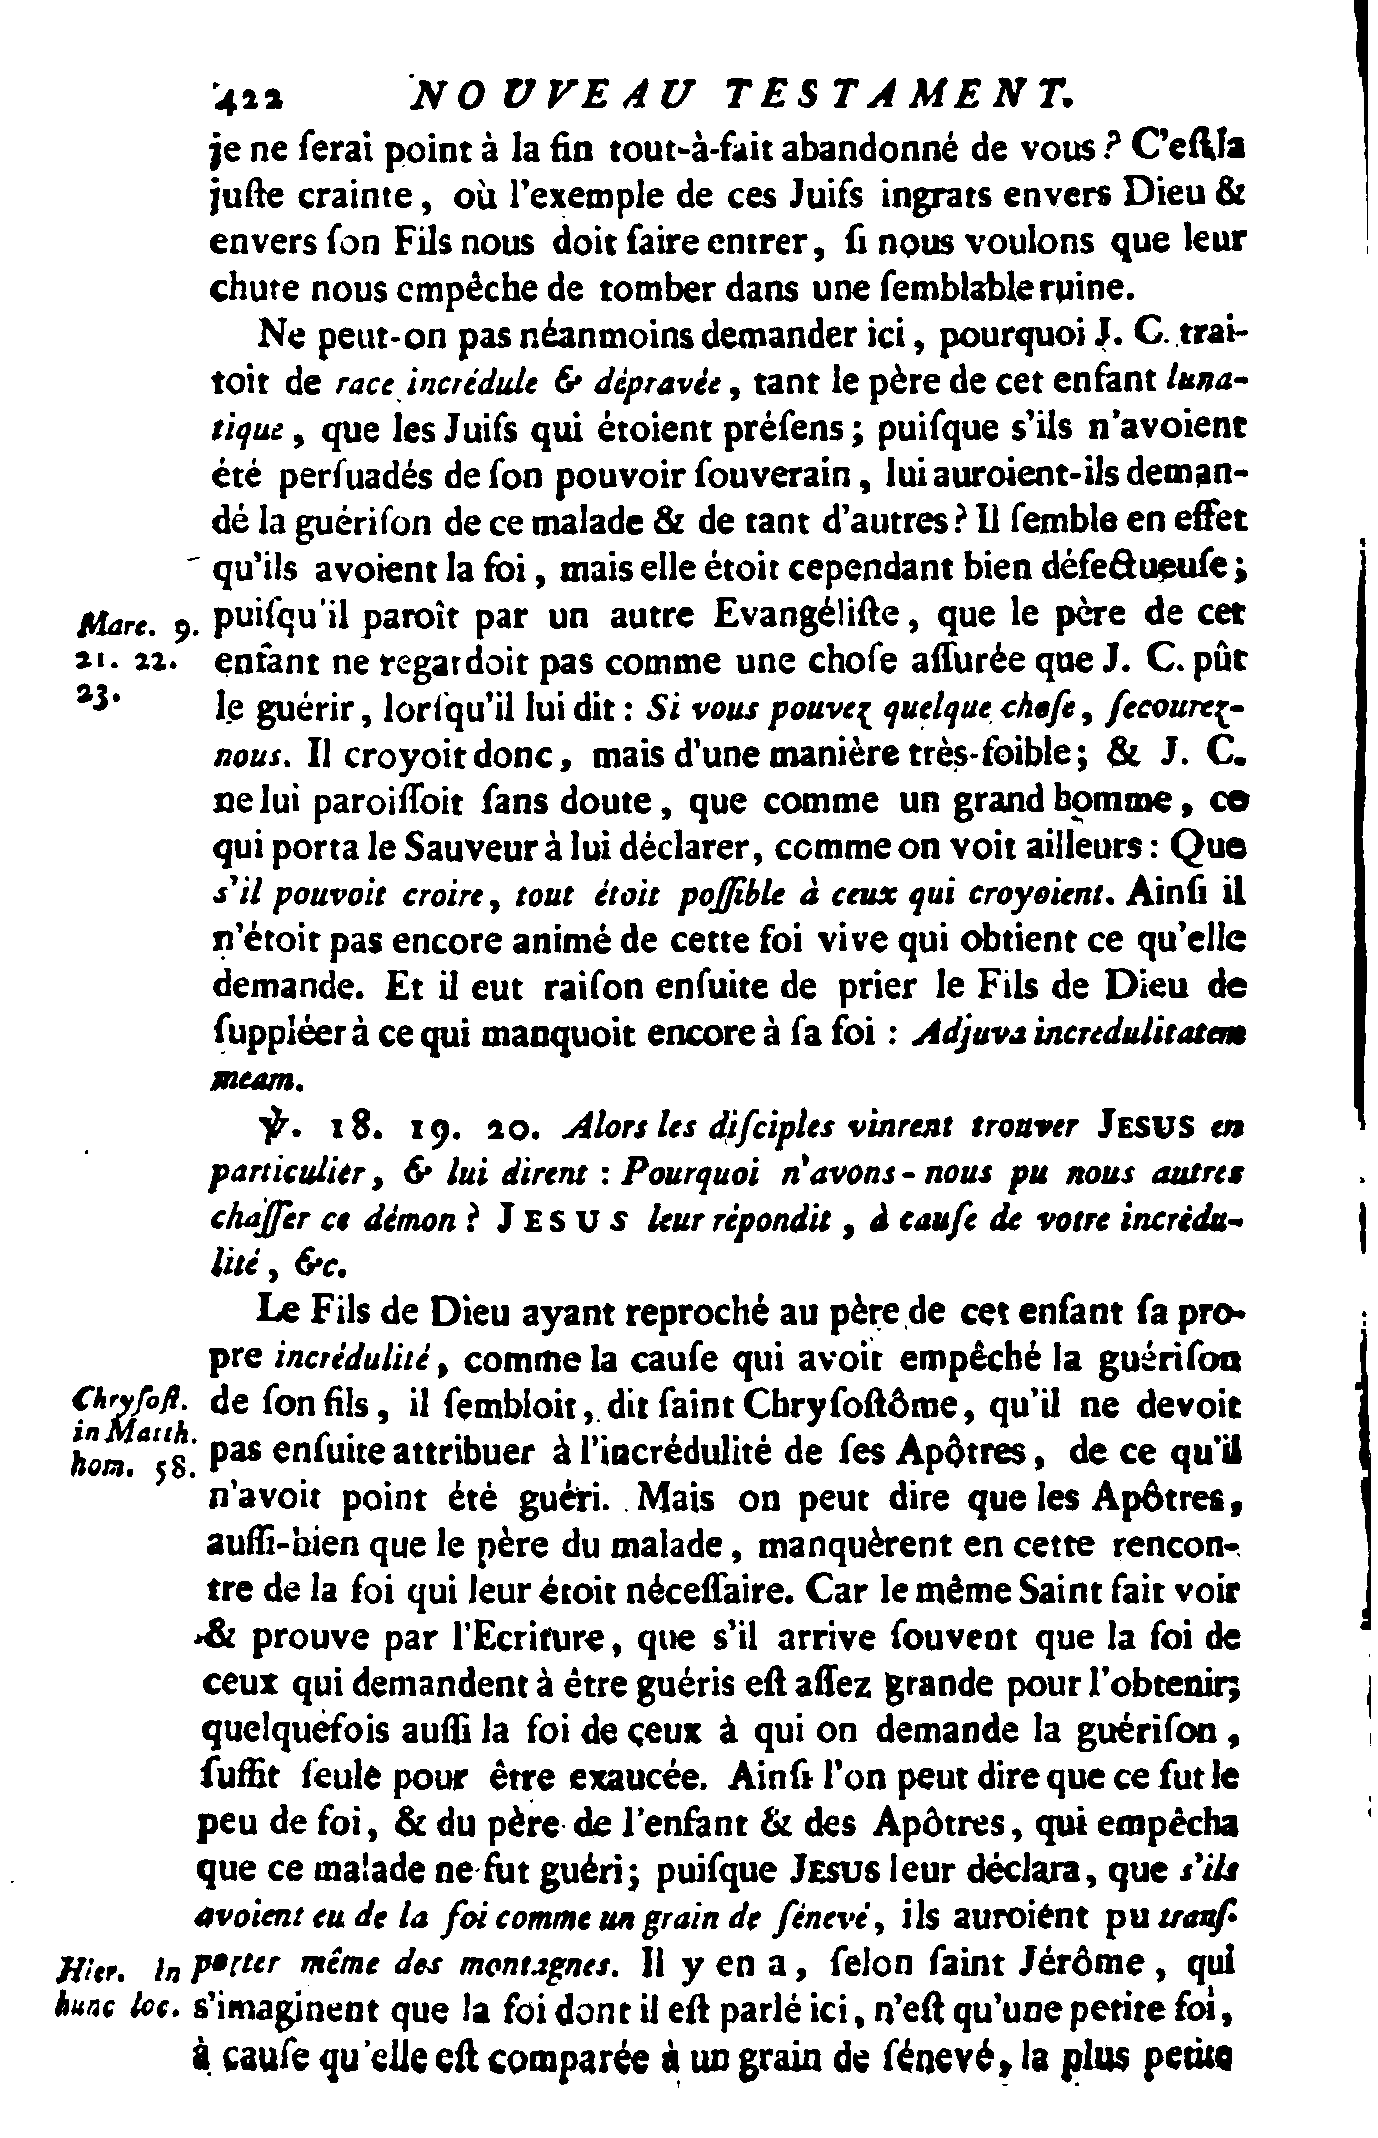 422 NOUVEAU TESTAMENT.
je ne ſerai point à la fin tout-à-fait abandonné de vous ? C'eſt la
juſte crainte, où l'exemple de ces Juifs ingrats envers Dieu &
envers ſon Fils nous doit faire entrer, ſi nous voulons que leur
chute nous empêche de tomber dans une ſemblable ruine.
Ne peut-on pas néanmoins demander ici, pourquoi J. C. trai-
toit de race incrédule & dépravée, tant le père de cet enfant luna-
tique, que les Juifs qui étoient préſens ; puiſque s'ils n'avoient
été perſuadés de ſon pouvoir ſouverain, lui auroient-ils deman-
dé la guériſon de ce malade & de tant d'autres ? Il ſemble en effet
qu'ils avoient la foi, mais elle étoit cependant bien défectueuſe ;
Marc. 9. puiſqu'il paroît par un autre Evangéliſte, que le père de cet
21. 22. enfant ne regardoit pas comme une choſe aſſurée que J. C. pût
23. le guérir, lorſqu'il lui dit : Si vous pouvez quelque choſe, ſecourez-
nous. Il croyoit donc, mais d'une manière très-foible ; & J. C.
ne lui paroiſſoit ſans doute, que comme un grand homme, ce
qui porta le Sauveur à lui déclarer, comme on voit ailleurs : Que
s'il pouvoit croire, tout étoit poſſible à ceux qui croyoient. Ainſi il
n'étoit pas encore animé de cette foi vive qui obtient ce qu'elle
demande. Et il eut raiſon enſuite de prier le Fils de Dieu de
ſuppléer à ce qui manquoit encore à ſa foi : Adjuva incredulitatem
meam.
℣. 18. 19. 20. Alors les diſciples vinrent trouver JESUS en
particulier, & lui dirent : Pourquoi n'avons-nous pu nous autres
chaſſer ce démon ? JESUS leur répondit, à cauſe de votre incrédu-
lité, &c.
Le Fils de Dieu ayant reproché au père de cet enfant ſa pro-
pre incrédulité, comme la cauſe qui avoit empêché la guériſon
Chryſoſt. de ſon fils, il ſembloit, dit ſaint Chryſoſtôme, qu'il ne devoit
in Matth.
hom. 58. pas enſuite attribuer à l'incrédulité de ſes Apôtres, de ce qu'il
n'avoit point été guéri. Mais on peut dire que les Apôtres,
auſſi-bien que le père du malade, manquèrent en cette rencon-
tre de la foi qui leur étoit néceſſaire. Car le même Saint fait voir
& prouve par l'Ecriture, que s'il arrive ſouvent que la foi de
ceux qui demandent à être guéris eſt aſſez grande pour l'obtenir ;
quelquefois auſſi la foi de ceux à qui on demande la guériſon,
ſuffit ſeule pour être exaucée. Ainſi l'on peut dire que ce fut le
peu de foi, & du père de l'enfant & des Apôtres, qui empêcha
que ce malade ne fut guéri ; puiſque JESUS leur déclara, que s'ils
avoient eu de la foi comme un grain de ſénevé, ils auroient pu tranſ-
Hier. in porter même des montagnes. Il y en a, ſelon ſaint Jérôme, qui
hunc loc. s'imaginent que la foi dont il eſt parlé ici, n'eſt qu'une petite foi,
à cauſe qu'elle eſt comparée à un grain de ſénevé, la plus petite